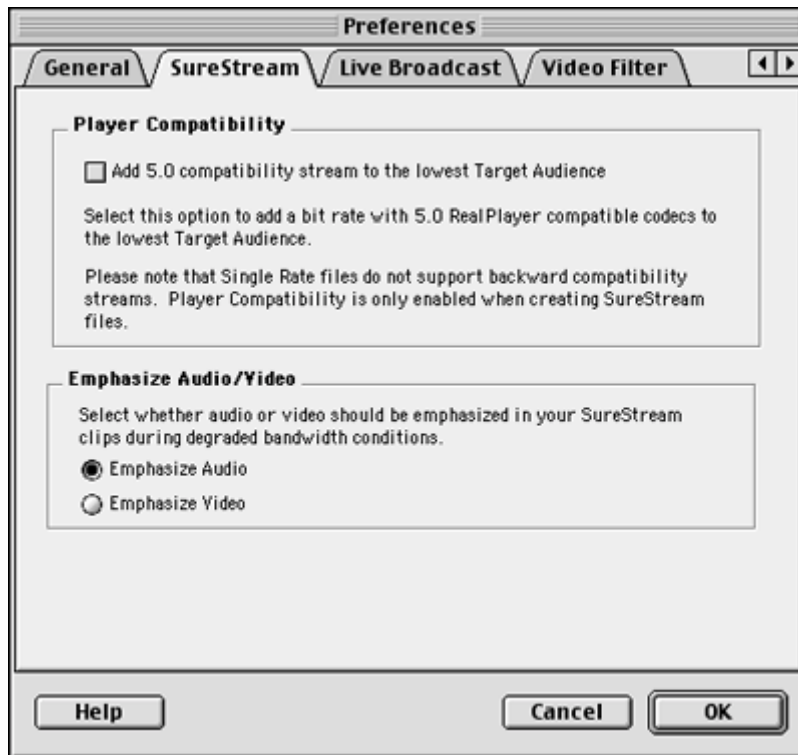 Preferences
General SureStream Live Broadcast Video Filter
Player Compatibility
Add 5.0 compatibility stream to the lowest Target Audience
Select this option to add a bit rate with 5.0 RealPlayer compatible codecs to
the lowest Target Audience.
Please note that Single Rate files do not support backward compatibility
streams. Player Compatibility is only enabled when creating SureStream
files.
Emphasize Audio/Video
Select whether audio or video should be emphasized in your SureStream
clips during degraded bandwidth conditions.
Emphasize Audio
Emphasize Video
Help Cancel OK